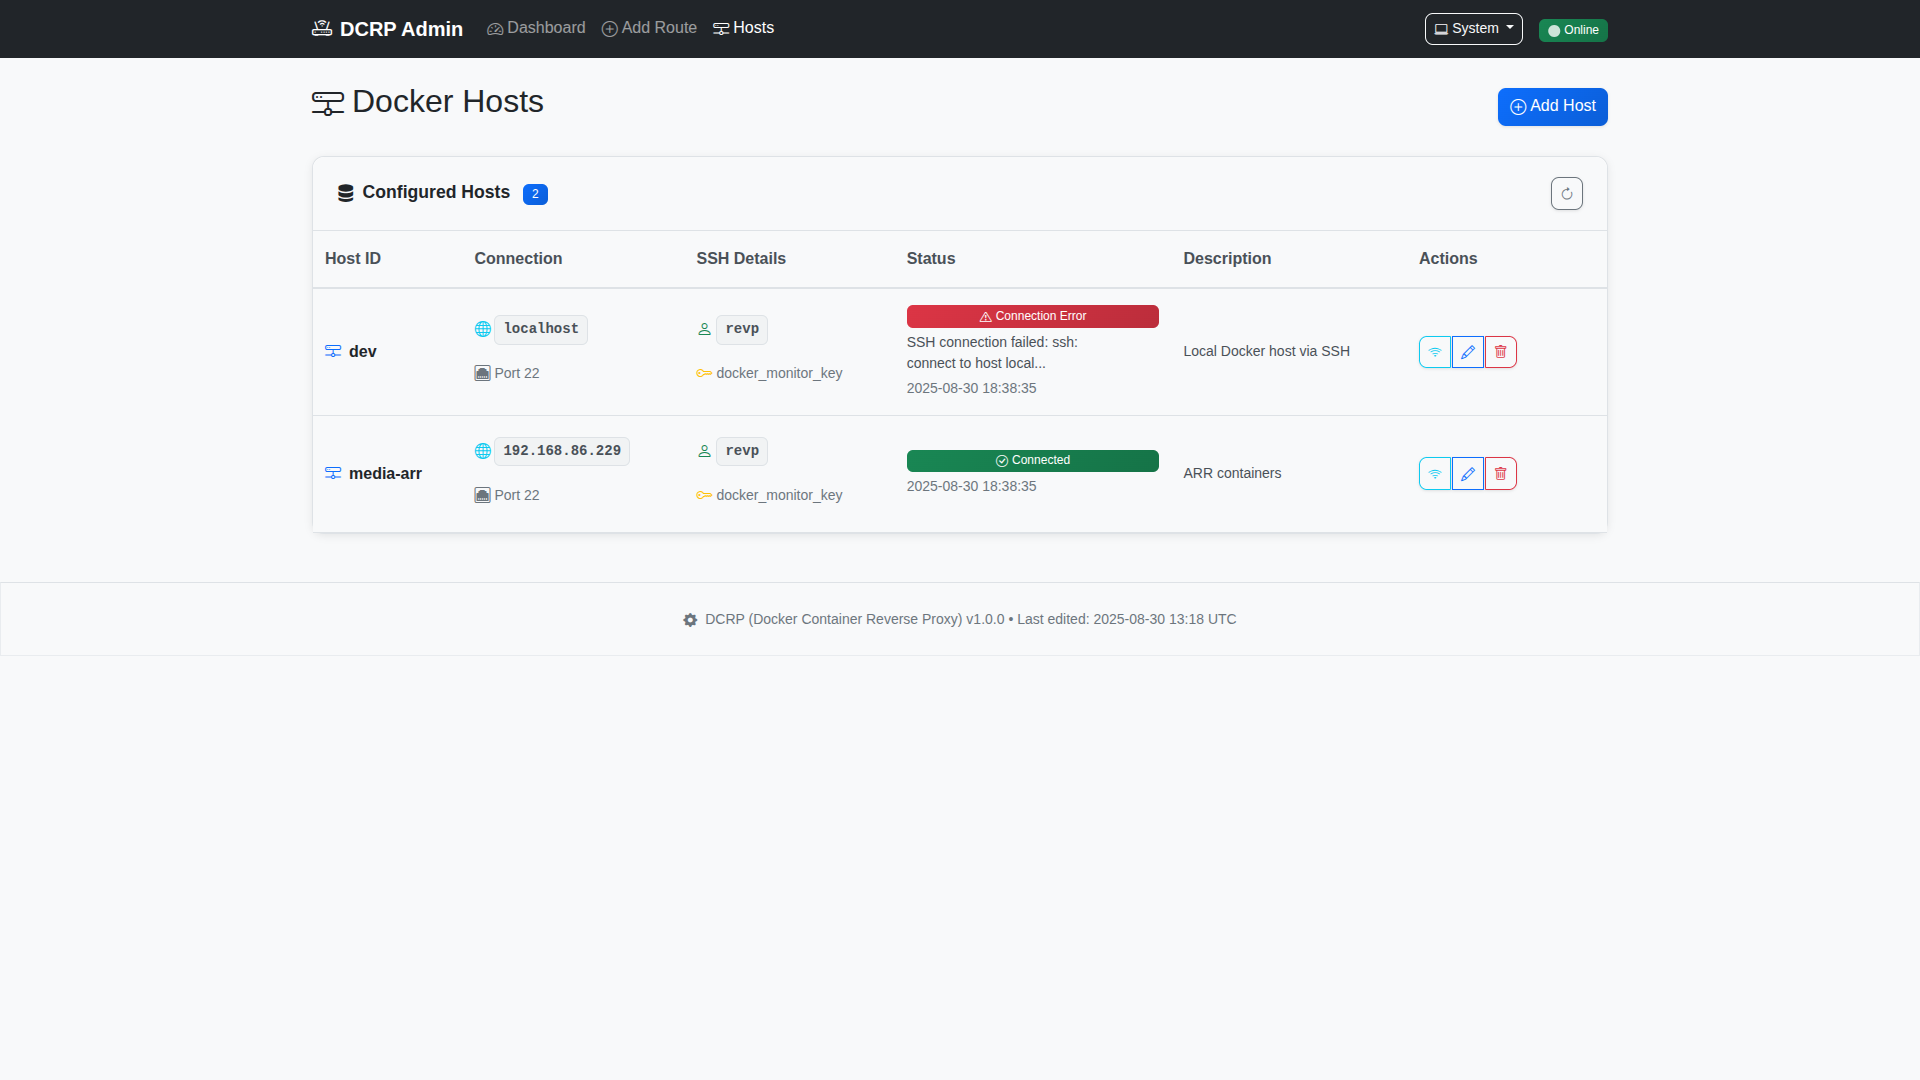 DCRP Admin Dashboard Add Route Hosts System Online
Docker Hosts Add Host
Configured Hosts 2
Host ID Connection SSH Details Status Description Actions
dev
localhost
Port 22
revp
docker_monitor_key
Connection Error
SSH connection failed: ssh:
connect to host local...
2025-08-30 18:38:35
Local Docker host via SSH
media-arr
192.168.86.229
Port 22
revp
docker_monitor_key
Connected
2025-08-30 18:38:35
ARR containers
DCRP (Docker Container Reverse Proxy) v1.0.0 • Last edited: 2025-08-30 13:18 UTC